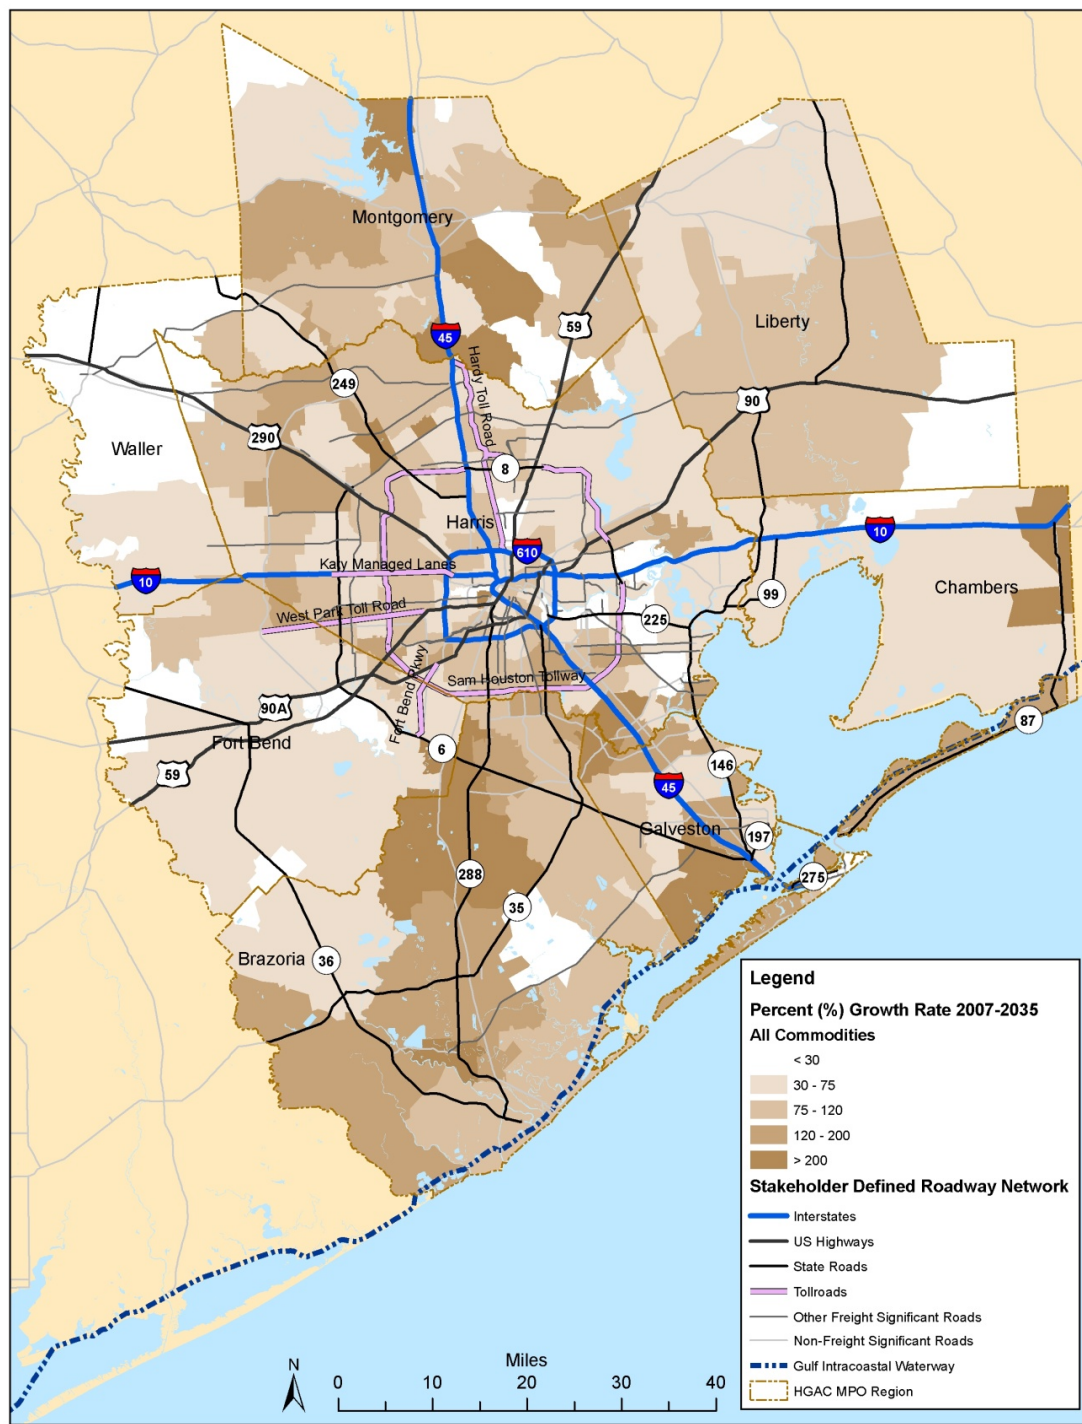 Montgomery
45
59
Liberty
Hardy Toll Road
249
90
290
Waller
8
Harris
610
10
Katy Managed Lanes
10
Chambers
99
West Park Toll Road
225
Sam Houston Tollway
Fort Bend Pkwy
90A
Fort Bend
87
6
59
146
45
Galveston
197
288
275
35
Brazoria
36
Legend
Percent (%) Growth Rate 2007-2035
All Commodities
< 30
30 - 75
75 - 120
120 - 200
> 200
Stakeholder Defined Roadway Network
Interstates
US Highways
State Roads
Tollroads
Other Freight Significant Roads
Non-Freight Significant Roads
Gulf Intracoastal Waterway
HGAC MPO Region
N
Miles
0 10 20 30 40